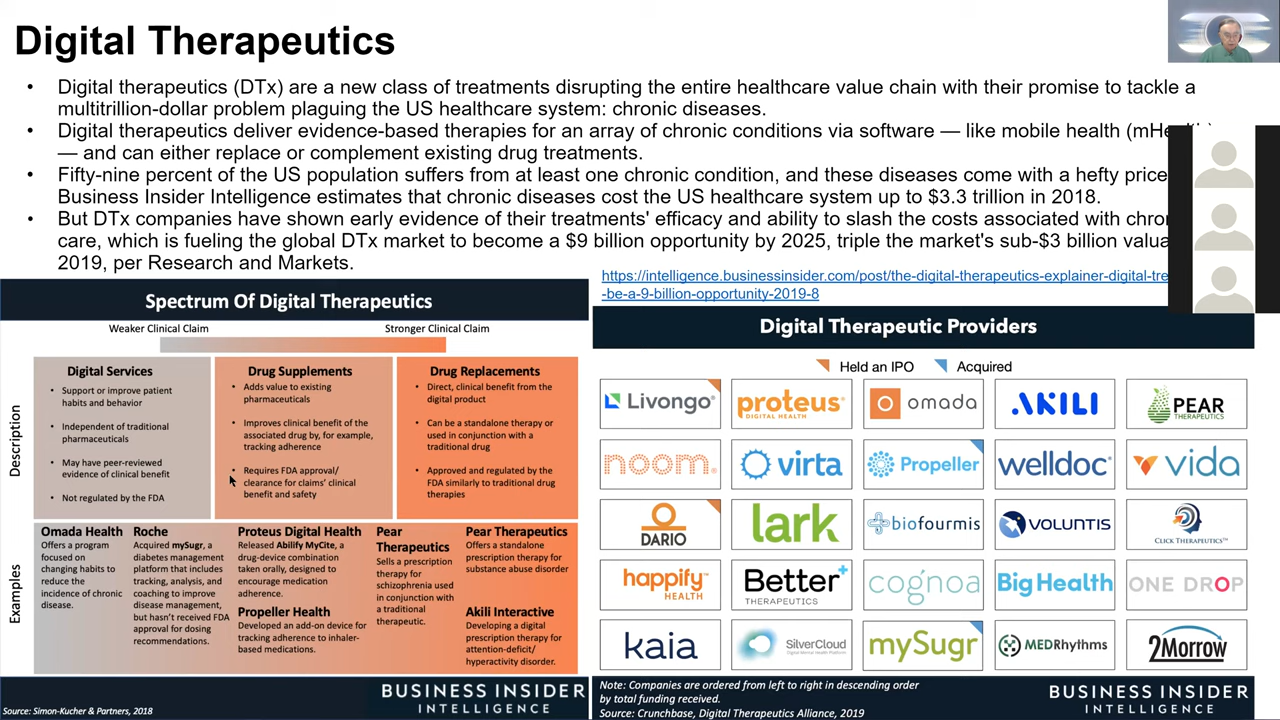 Digital Therapeutics
• Digital therapeutics (DTx) are a new class of treatments disrupting the entire healthcare value chain with their promise to tackle a
multitrillion-dollar problem plaguing the US healthcare system: chronic diseases.
• Digital therapeutics deliver evidence-based therapies for an array of chronic conditions via software — like mobile health
— and can either replace or complement existing drug treatments.
• Fifty-nine percent of the US population suffers from at least one chronic condition, and these diseases come with a hefty price
Business Insider Intelligence estimates that chronic diseases cost the US healthcare system up to $3.3 trillion in 2018.
• But DTx companies have shown early evidence of their treatments' efficacy and ability to slash the costs associated with
care, which is fueling the global DTx market to become a $9 billion opportunity by 2025, triple the market's sub-$3 billion
2019, per Research and Markets.
https://intelligence.businessinsider.com/post/the-digital-therapeutics-explainer-digital-tre
-be-a-9-billion-opportunity-2019-8
Spectrum Of Digital Therapeutics
Weaker Clinical Claim
Stronger Clinical Claim
Description
Digital Services
• Support or improve patient
habits and behavior
• Independent of traditional
pharmaceuticals
• May have peer-reviewed
evidence of clinical benefit
• Not regulated by the FDA
Drug Supplements
• Adds value to existing
pharmaceuticals
• Improves clinical benefit of the
associated drug by, for example,
tracking adherence
• Requires FDA approval/
clearance for claims' clinical
benefit and safety
Drug Replacements
• Direct, clinical benefit from the
digital product
• Can be a standalone therapy or
used in conjunction with a
traditional drug
• Approved and regulated by the
FDA similarly to traditional drug
therapies
Examples
Omada Health
Offers a program
focused on
changing habits to
reduce the
incidence of chronic
disease.
Roche
Acquired mySugr, a
diabetes management
platform that includes
tracking, analysis, and
coaching to improve
disease management,
but hasn't received FDA
approval for dosing
recommendations.
Proteus Digital Health
Released Abilify MyCite, a
drug-device combination
taken orally, designed to
encourage medication
adherence.
Propeller Health
Developed an add-on device for
tracking adherence to inhaler-
based medications.
Pear
Therapeutics
Sells a prescription
therapy for
schizophrenia used
in conjunction with
a traditional
therapeutic.
Pear Therapeutics
Offers a standalone
prescription therapy for
substance abuse disorder
Akili Interactive
Developing a digital
prescription therapy for
attention-deficit/
hyperactivity disorder.
Source: Simon-Kucher & Partners, 2018
BUSINESS INSIDER
INTELLIGENCE
Digital Therapeutic Providers
Held an IPO
Acquired
Livongo
proteus
DIGITAL HEALTH
omada
AKILI
PEAR
THERAPEUTICS
noom
virta
Propeller
welldoc
vida
DARIO
lark
biofourmis
VOLUNTIS
CLICK THERAPEUTICS™
happify
HEALTH
Better
THERAPEUTICS
cognoa
Big Health
ONE DROP
kaia
SilverCloud
Digital Mental Health Platform
mySugr
MEDRhythms
2Morrow
Note: Companies are ordered from left to right in descending order
by total funding received.
Source: Crunchbase, Digital Therapeutics Alliance, 2019
BUSINESS INSIDER
INTELLIGENCE